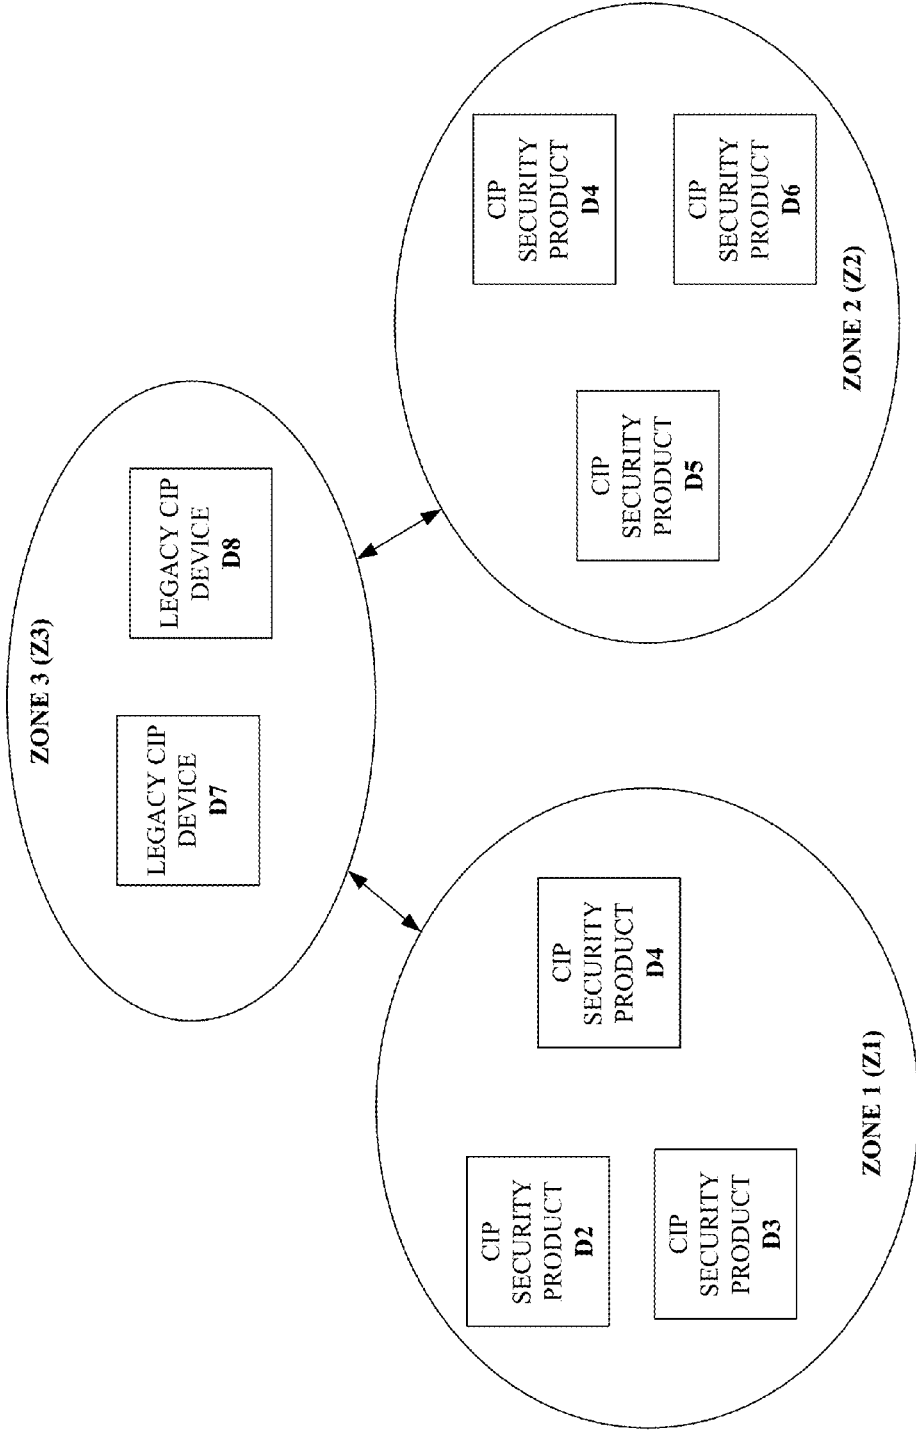 ZONE 3 (Z3)
LEGACY CIP
DEVICE
D7
LEGACY CIP
DEVICE
D8
CIP
SECURITY
PRODUCT
D2
CIP
SECURITY
PRODUCT
D4
CIP
SECURITY
PRODUCT
D3
ZONE 1 (Z1)
CIP
SECURITY
PRODUCT
D5
CIP
SECURITY
PRODUCT
D4
CIP
SECURITY
PRODUCT
D6
ZONE 2 (Z2)